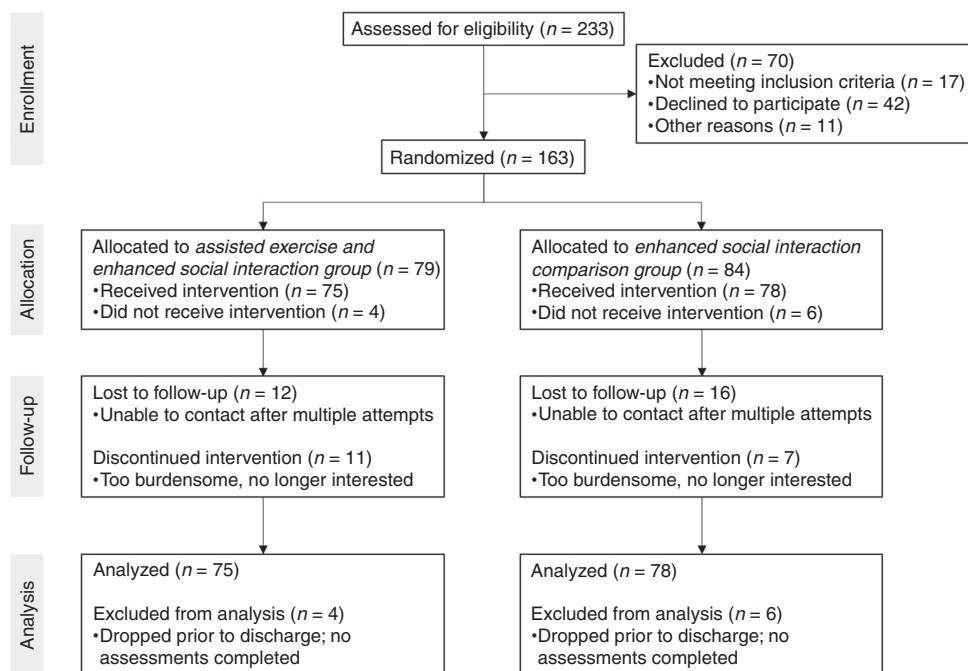 Enrollment
Assessed for eligibility (n = 233)
Excluded (n = 70)
•Not meeting inclusion criteria (n = 17)
•Declined to participate (n = 42)
•Other reasons (n = 11)
Randomized (n = 163)
Allocation
Allocated to assisted exercise and
enhanced social interaction group (n = 79)
•Received intervention (n = 75)
•Did not receive intervention (n = 4)
Allocated to enhanced social interaction
comparison group (n = 84)
•Received intervention (n = 78)
•Did not receive intervention (n = 6)
Follow-up
Lost to follow-up (n = 12)
•Unable to contact after multiple attempts
Discontinued intervention (n = 11)
•Too burdensome, no longer interested
Lost to follow-up (n = 16)
•Unable to contact after multiple attempts
Discontinued intervention (n = 7)
•Too burdensome, no longer interested
Analysis
Analyzed (n = 75)
Excluded from analysis (n = 4)
•Dropped prior to discharge; no
assessments completed
Analyzed (n = 78)
Excluded from analysis (n = 6)
•Dropped prior to discharge; no
assessments completed